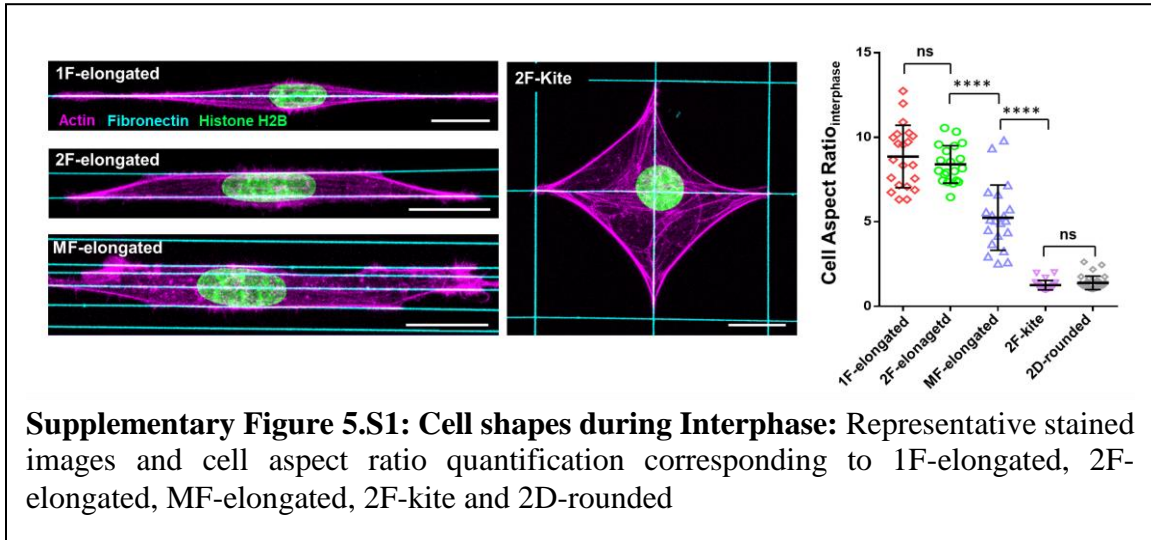 1F-elongated
Actin Fibronectin Histone H2B
2F-elongated
MF-elongated
2F-Kite
Cell Aspect Ratio interphase
15
10
5
0
ns
****
****
ns
1F-elongated
2F-elonagetd
MF-elongated
2F-kite
2D-rounded
Supplementary Figure 5.S1: Cell shapes during Interphase: Representative stained
images and cell aspect ratio quantification corresponding to 1F-elongated, 2F-
elongated, MF-elongated, 2F-kite and 2D-rounded